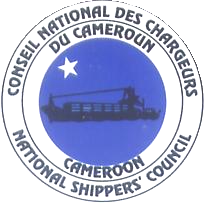 CONSEIL NATIONAL DES CHARGEURS
DU CAMEROUN
CAMEROON
NATIONAL SHIPPERS' COUNCIL